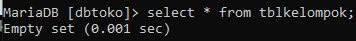 MariaDB [dbtoko]> select * from tblkelompok;
Empty set (0.001 sec)